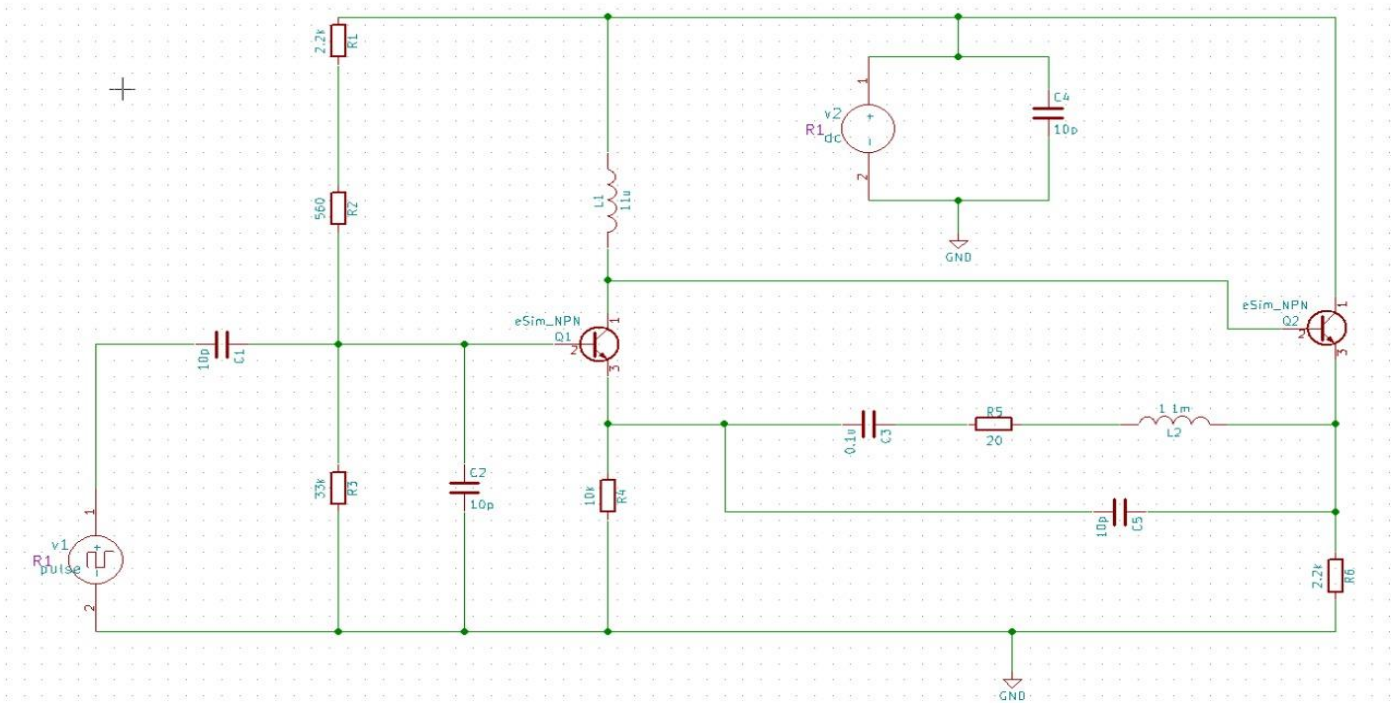 2.2k
R1
560
R2
33k
R3
10p
C1
C2
10p
v1
R1
pulse
1
2
L1
11u
eSim_NPN
Q1
1
2
3
10k
R4
v2
R1
dc
1
2
C4
10p
GND
eSim_NPN
Q2
1
2
3
0.1u
C3
R5
20
1 1m
L2
10p
C5
2.2k
R6
GND